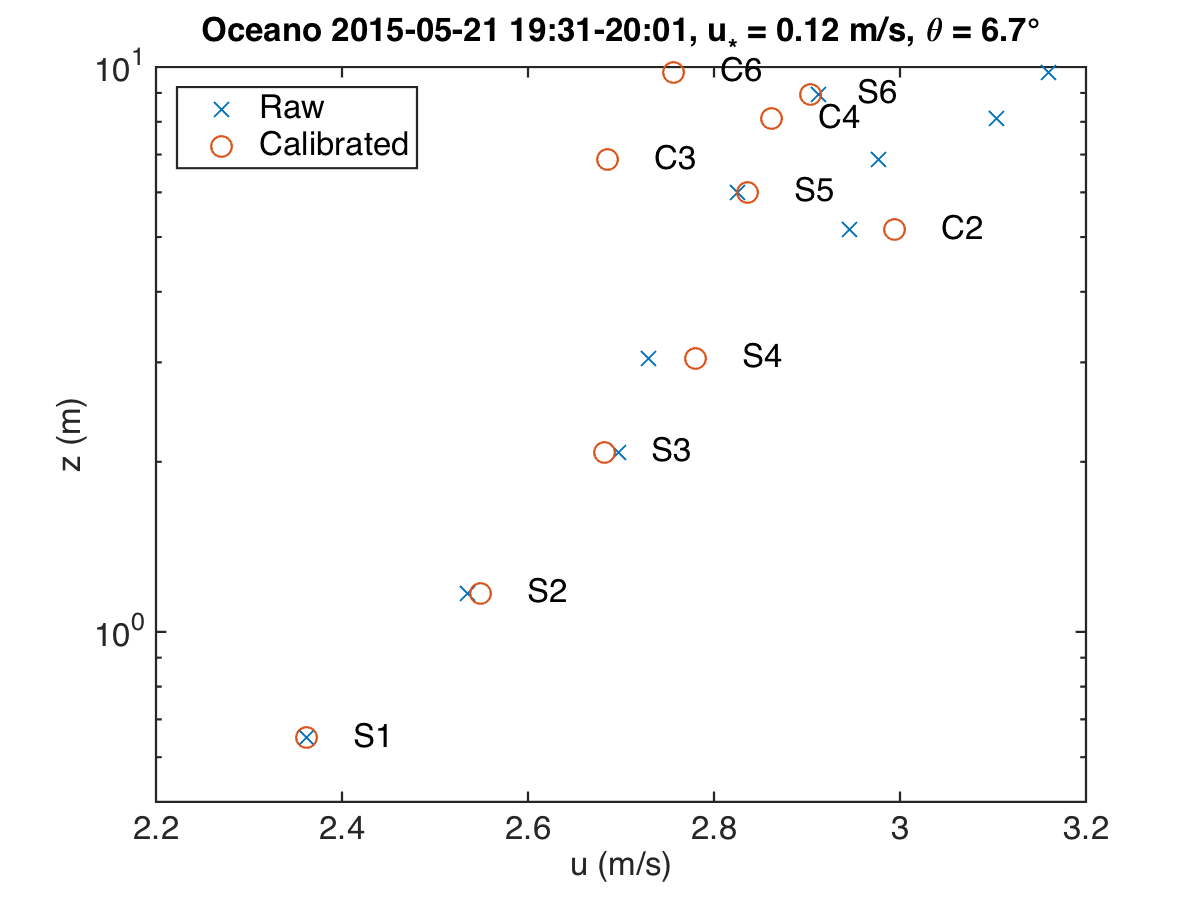 Oceano 2015-05-21 19:31-20:01, u* = 0.12 m/s, θ = 6.7°
10¹
Raw
Calibrated
C6
S6
C4
C3
S5
C2
S4
S3
z (m)
S2
10⁰
S1
2.2 2.4 2.6 2.8 3 3.2
u (m/s)